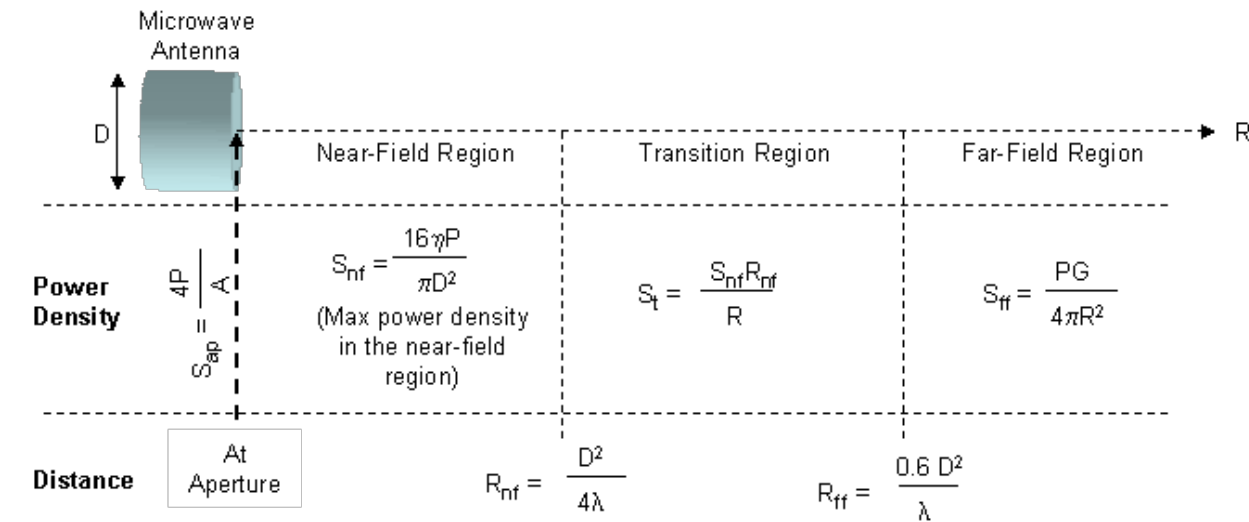 Microwave
Antenna
D
R
Near-Field Region
Transition Region
Far-Field Region
Power
Density
S_ap = 4P / A
S_nf = 16ηP / πD²
(Max power density
in the near-field
region)
S_t = S_nf R_nf / R
S_ff = PG / 4πR²
Distance
At
Aperture
R_nf = D² / 4λ
R_ff = 0.6 D² / λ